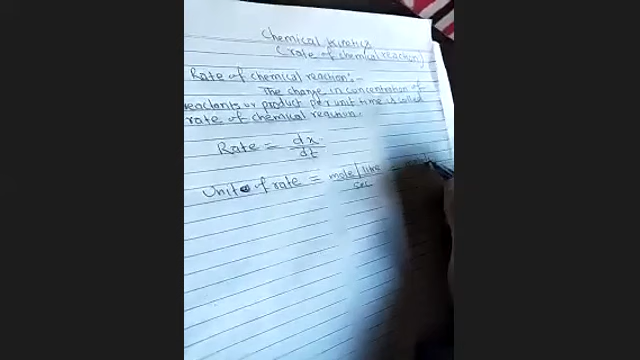 Chemical kinetics
(rate of chemical reaction)
Rate of chemical reaction:-
The change in concentration of
reactants or product per unit time is called
rate of chemical reaction.
Rate = dx/dt
Unit of rate = mole/litre/sec =